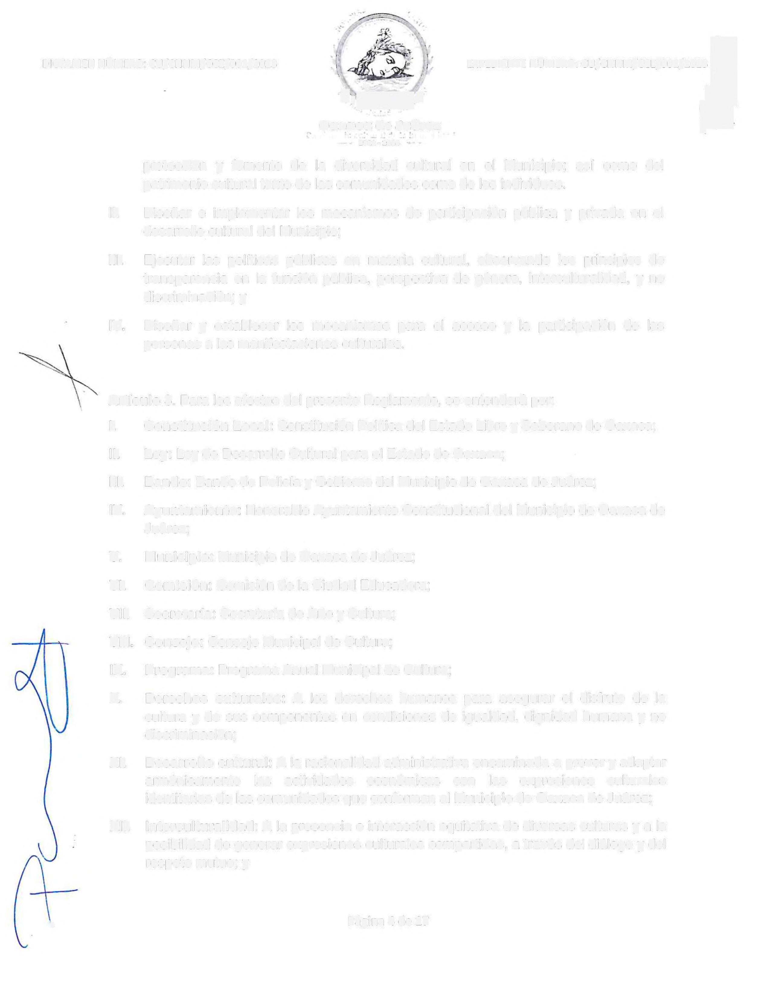 Oaxaca de Juárez
protección y fomento de la diversidad cultural en el Municipio; así como del
patrimonio cultural tanto de las comunidades como de los individuos.
II. Diseñar e implementar los mecanismos de participación pública y privada en el
desarrollo cultural del Municipio;
III. Ejecutar las políticas públicas en materia cultural, observando los principios de
transparencia en la función pública, perspectiva de género, interculturalidad, y no
discriminación; y
IV. Diseñar y establecer los mecanismos para el acceso y la participación de las
personas a las manifestaciones culturales.
Artículo 3. Para los efectos del presente Reglamento, se entenderá por:
I. Constitución Local: Constitución Política del Estado Libre y Soberano de Oaxaca;
II. Ley: Ley de Desarrollo Cultural para el Estado de Oaxaca;
III. Bando: Bando de Policía y Gobierno del Municipio de Oaxaca de Juárez;
IV. Ayuntamiento: Honorable Ayuntamiento Constitucional del Municipio de Oaxaca de
Juárez;
V. Municipio: Municipio de Oaxaca de Juárez;
VI. Comisión: Comisión de la Ciudad Educadora;
VII. Secretaría: Secretaría de Arte y Cultura;
VIII. Consejo: Consejo Municipal de Cultura;
IX. Programa: Programa Anual Municipal de Cultura;
X. Derechos culturales: A los derechos humanos para asegurar el disfrute de la
cultura y de sus componentes en condiciones de igualdad, dignidad humana y no
discriminación;
XI. Desarrollo cultural: A la racionalidad administrativa encaminada a prever y adaptar
armónicamente las actividades económicas con las expresiones culturales
identitarias de las comunidades que conforman al Municipio de Oaxaca de Juárez;
XII. Interculturalidad: A la presencia e interacción equitativa de diversas culturas y a la
posibilidad de generar expresiones culturales compartidas, a través del diálogo y del
respeto mutuo; y
Página 4 de 17